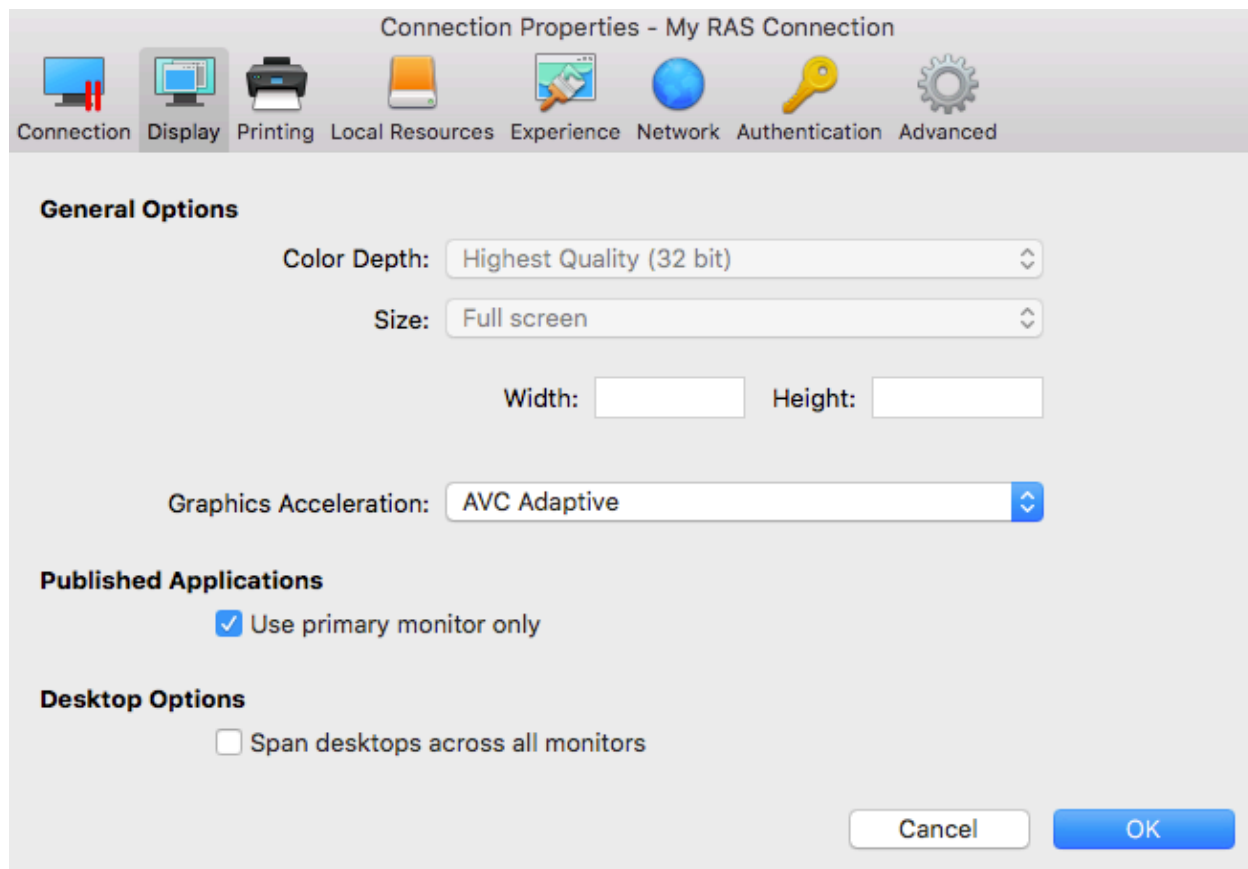 Connection Properties - My RAS Connection
Connection Display Printing Local Resources Experience Network Authentication Advanced
General Options
Color Depth: Highest Quality (32 bit)
Size: Full screen
Width: Height:
Graphics Acceleration: AVC Adaptive
Published Applications
Use primary monitor only
Desktop Options
Span desktops across all monitors
Cancel OK